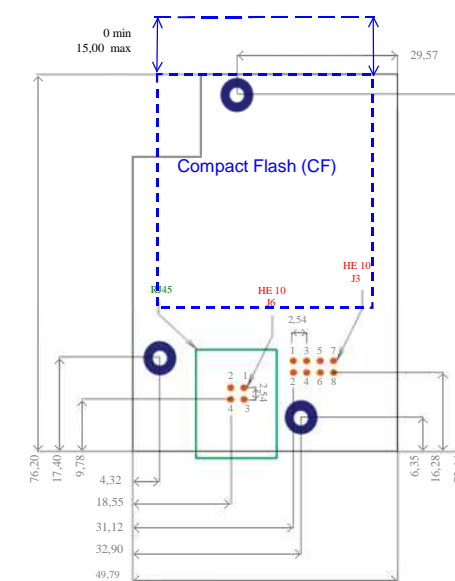 0 min
15,00 max
29,57
Compact Flash (CF)
HE 10
J3
RJ45
HE 10
J6
2,54
1 3 5 7
2 4 6 8
2 1
4 3
2,54
76,20
17,40
9,78
6,35
16,28
4,32
18,55
31,12
32,90
49,79